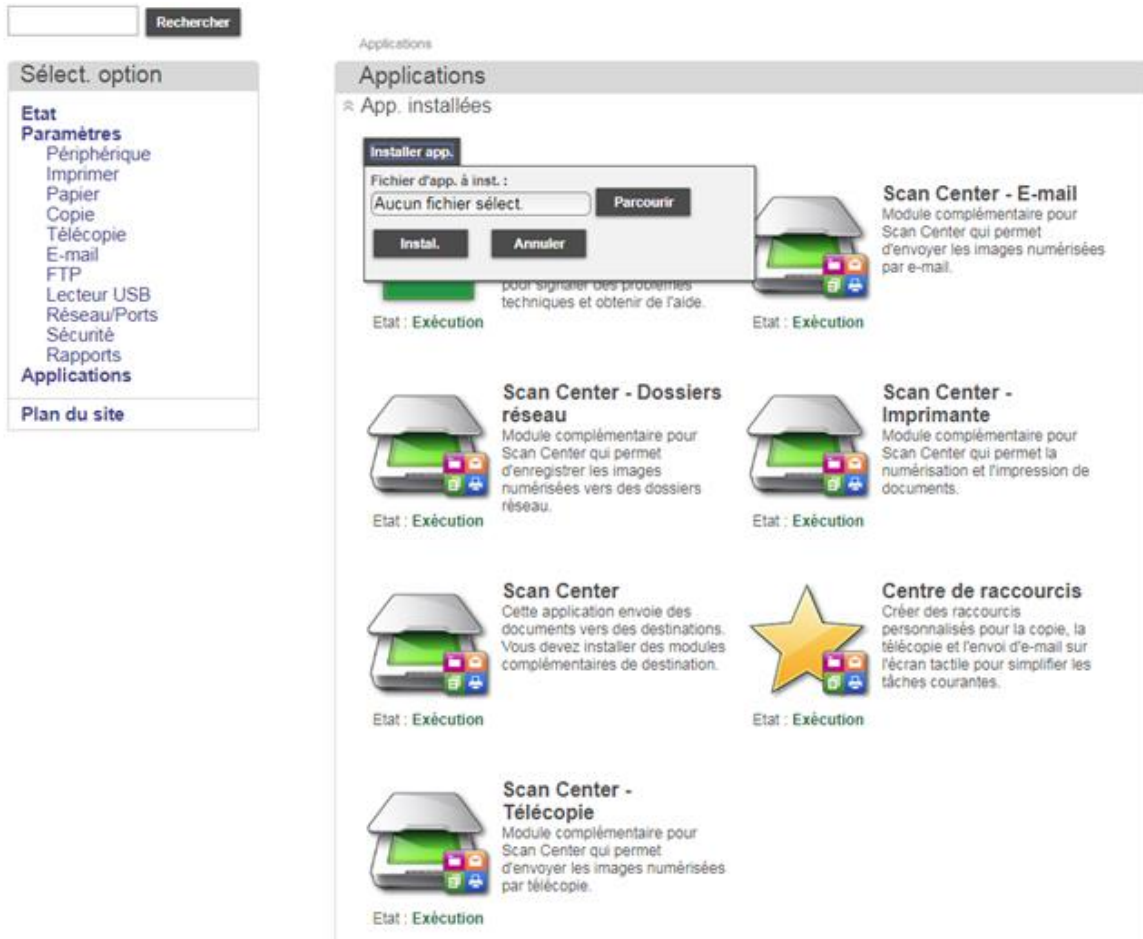 Rechercher
Sélect. option
Etat
Paramètres
Périphérique
Imprimer
Papier
Copie
Télécopie
E-mail
FTP
Lecteur USB
Réseau/Ports
Sécurité
Rapports
Applications
Plan du site
Applications
Applications
App. installées
Installer app.
Fichier d'app. à inst. :
Aucun fichier sélect.
Parcourir
Instal.
Annuler
pour signaler des problèmes
techniques et obtenir de l'aide.
Etat : Exécution
Scan Center - E-mail
Module complémentaire pour
Scan Center qui permet
d'envoyer les images numérisées
par e-mail.
Etat : Exécution
Scan Center - Dossiers
réseau
Module complémentaire pour
Scan Center qui permet
d'enregistrer les images
numérisées vers des dossiers
réseau.
Etat : Exécution
Scan Center -
Imprimante
Module complémentaire pour
Scan Center qui permet la
numérisation et l'impression de
documents.
Etat : Exécution
Scan Center
Cette application envoie des
documents vers des destinations.
Vous devez installer des modules
complémentaires de destination.
Etat : Exécution
Centre de raccourcis
Créer des raccourcis
personnalisés pour la copie, la
télécopie et l'envoi d'e-mail sur
l'écran tactile pour simplifier les
tâches courantes.
Etat : Exécution
Scan Center -
Télécopie
Module complémentaire pour
Scan Center qui permet
d'envoyer les images numérisées
par télécopie.
Etat : Exécution